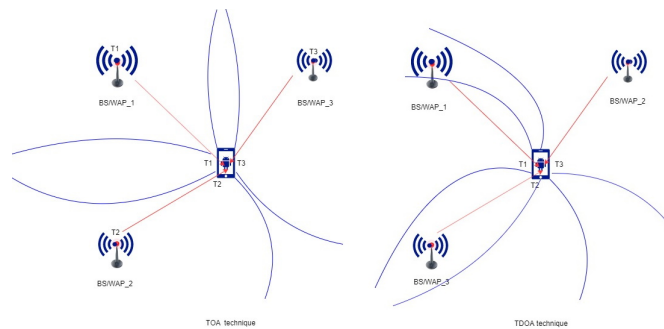 T1
T3
BS/WAP_1
BS/WAP_3
T1
T3
T2
T2
BS/WAP_2
TOA technique
BS/WAP_1
BS/WAP_2
T1
T3
T2
BS/WAP_3
TDOA technique